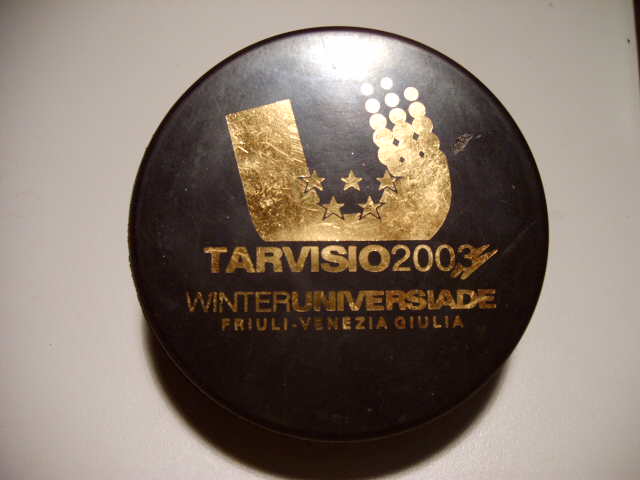 U
TARVISIO2003
WINTERUNIVERSIADE
FRIULI-VENEZIA GIULIA